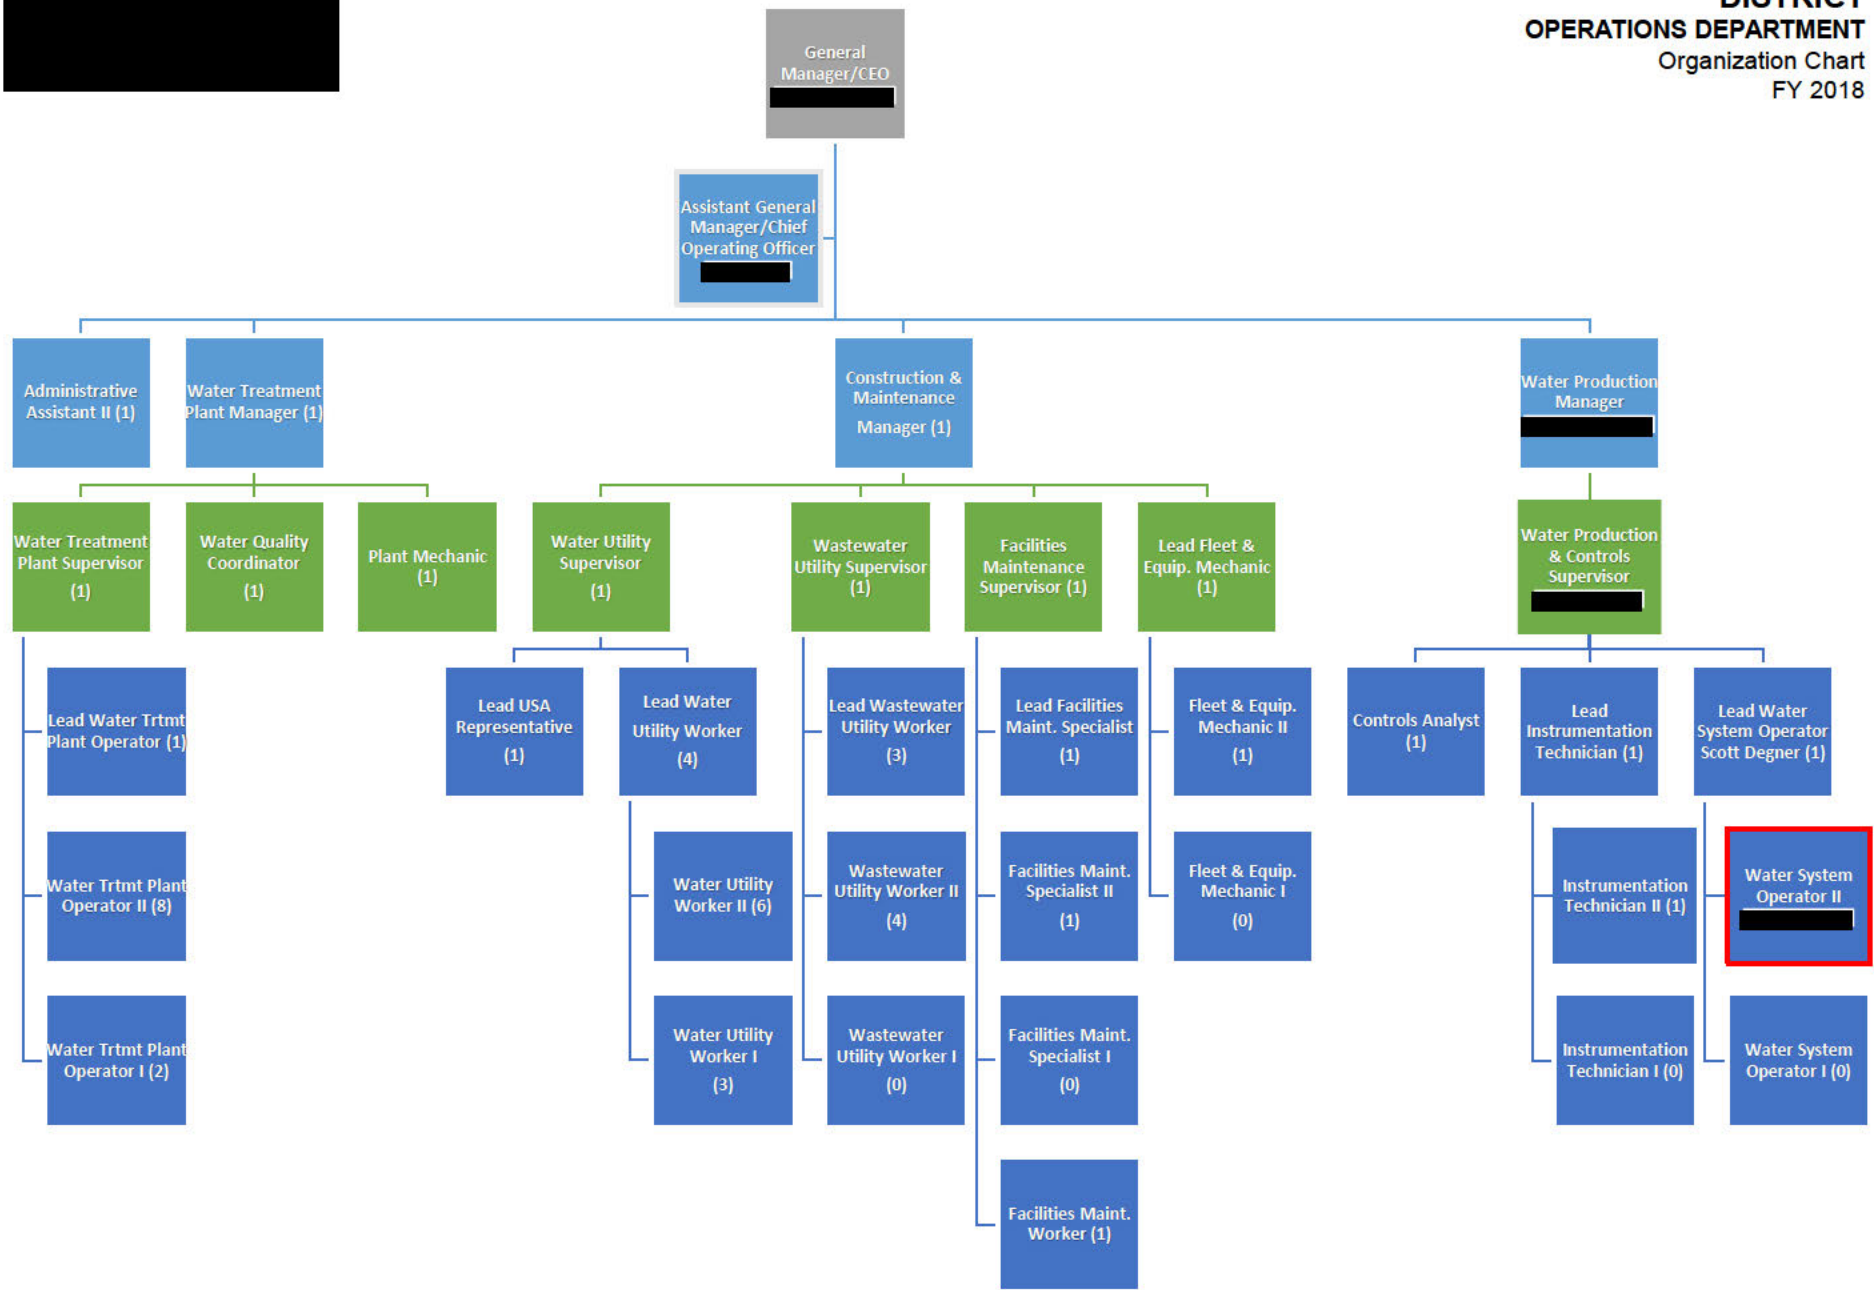 DISTRICT
OPERATIONS DEPARTMENT
Organization Chart
FY 2018
General
Manager/CEO
Assistant General
Manager/Chief
Operating Officer
Administrative
Assistant II (1)
Water Treatment
Plant Manager (1)
Construction &
Maintenance
Manager (1)
Water Production
Manager
Water Treatment
Plant Supervisor
(1)
Water Quality
Coordinator
(1)
Plant Mechanic
(1)
Water Utility
Supervisor
(1)
Wastewater
Utility Supervisor
(1)
Facilities
Maintenance
Supervisor (1)
Lead Fleet &
Equip. Mechanic
(1)
Water Production
& Controls
Supervisor
Lead Water Trtmt
Plant Operator (1)
Lead USA
Representative
(1)
Lead Water
Utility Worker
(4)
Lead Wastewater
Utility Worker
(3)
Lead Facilities
Maint. Specialist
(1)
Fleet & Equip.
Mechanic II
(1)
Controls Analyst
(1)
Lead
Instrumentation
Technician (1)
Lead Water
System Operator
Scott Degner (1)
Water Trtmt Plant
Operator II (8)
Water Utility
Worker II (6)
Wastewater
Utility Worker II
(4)
Facilities Maint.
Specialist II
(1)
Fleet & Equip.
Mechanic I
(0)
Instrumentation
Technician II (1)
Water System
Operator II
Water Trtmt Plant
Operator I (2)
Water Utility
Worker I
(3)
Wastewater
Utility Worker I
(0)
Facilities Maint.
Specialist I
(0)
Instrumentation
Technician I (0)
Water System
Operator I (0)
Facilities Maint.
Worker (1)